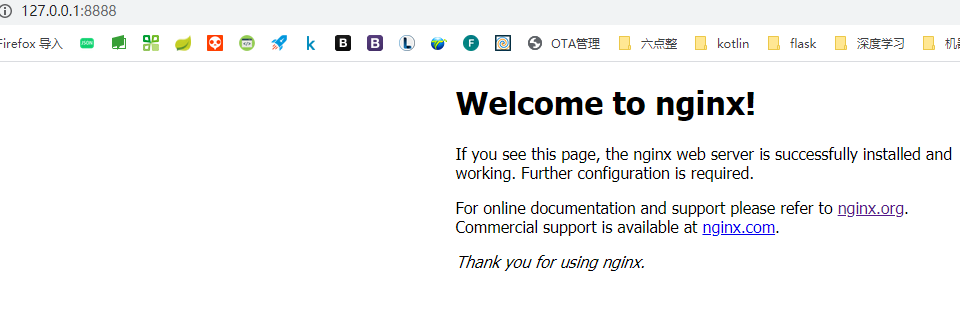 127.0.0.1:8888
Firefox 导入 JSON k B B L F OTA管理 六点整 kotlin flask 深度学习
Welcome to nginx!
If you see this page, the nginx web server is successfully installed and
working. Further configuration is required.
For online documentation and support please refer to nginx.org.
Commercial support is available at nginx.com.
Thank you for using nginx.